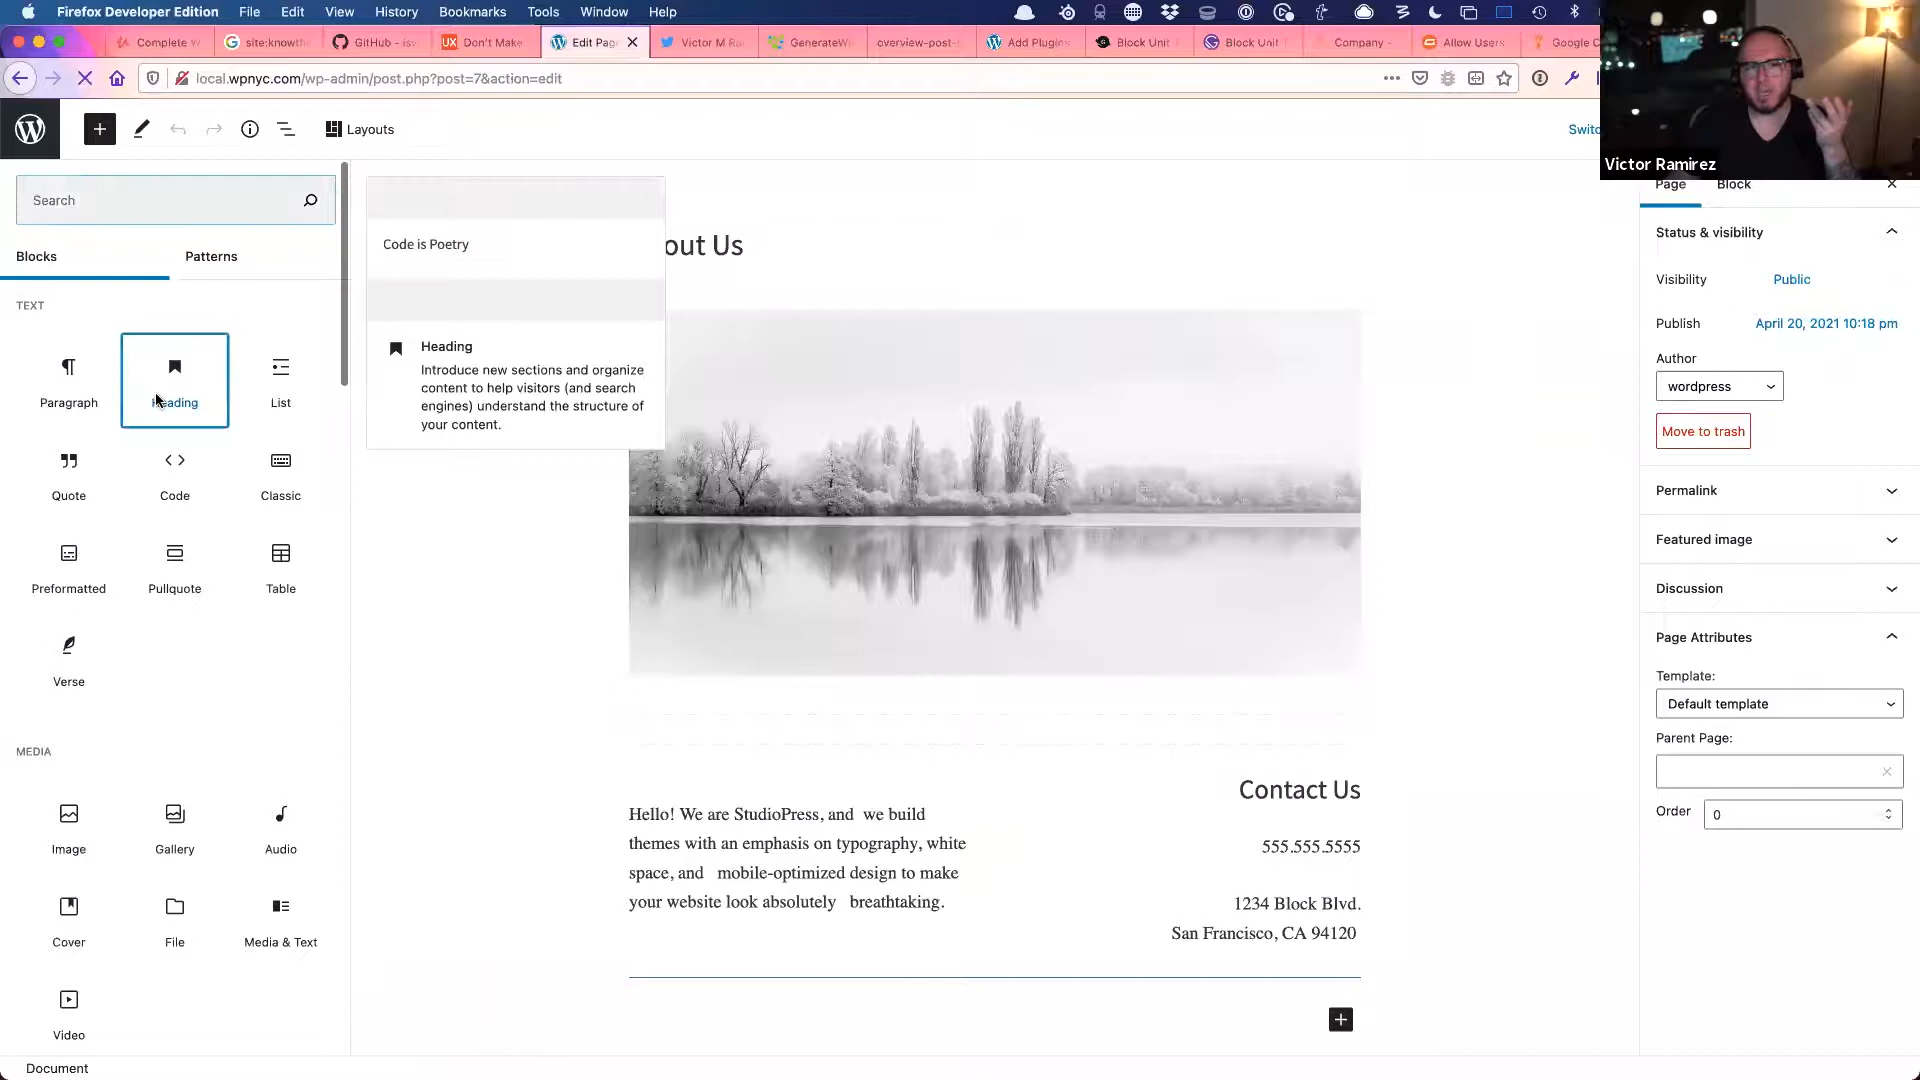 Firefox Developer Edition File Edit View History Bookmarks Tools Window Help
Complete W
site:knowth
GitHub - isv
UX Don't Make
Edit Pag
Victor M Ra
GenerateW
overview-post-
Add Plugins
Block Unit
Block Unit
Company -
Allow Users
Google C
local.wpnyc.com/wp-admin/post.php?post=7&action=edit
Layouts
Switc
Victor Ramirez
Search
Blocks Patterns
TEXT
Paragraph
Heading
List
Quote
Code
Classic
Preformatted
Pullquote
Table
Verse
MEDIA
Image
Gallery
Audio
Cover
File
Media & Text
Video
Document
Code is Poetry
Heading
Introduce new sections and organize
content to help visitors (and search
engines) understand the structure of
your content.
out Us
Hello! We are StudioPress, and we build
themes with an emphasis on typography, white
space, and mobile-optimized design to make
your website look absolutely breathtaking.
Contact Us
555.555.5555
1234 Block Blvd.
San Francisco, CA 94120
Page Block
Status & visibility
Visibility Public
Publish April 20, 2021 10:18 pm
Author
wordpress
Move to trash
Permalink
Featured image
Discussion
Page Attributes
Template:
Default template
Parent Page:
Order 0